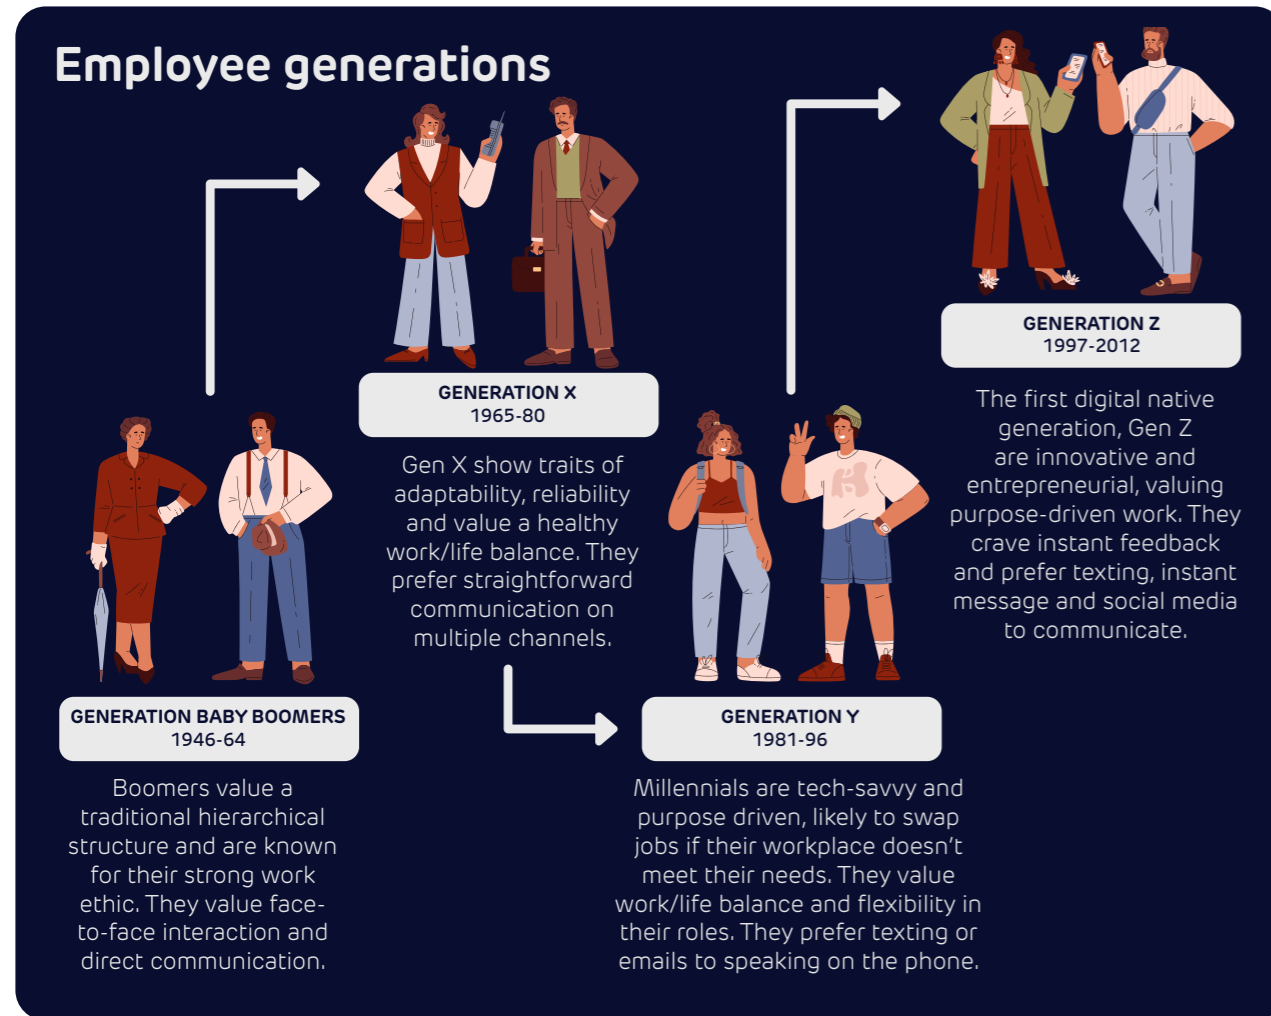 Employee generations
GENERATION BABY BOOMERS
1946-64
Boomers value a
traditional hierarchical
structure and are known
for their strong work
ethic. They value face-
to-face interaction and
direct communication.
GENERATION X
1965-80
Gen X show traits of
adaptability, reliability
and value a healthy
work/life balance. They
prefer straightforward
communication on
multiple channels.
GENERATION Y
1981-96
Millennials are tech-savvy and
purpose driven, likely to swap
jobs if their workplace doesn't
meet their needs. They value
work/life balance and flexibility in
their roles. They prefer texting or
emails to speaking on the phone.
GENERATION Z
1997-2012
The first digital native
generation, Gen Z
are innovative and
entrepreneurial, valuing
purpose-driven work. They
crave instant feedback
and prefer texting, instant
message and social media
to communicate.